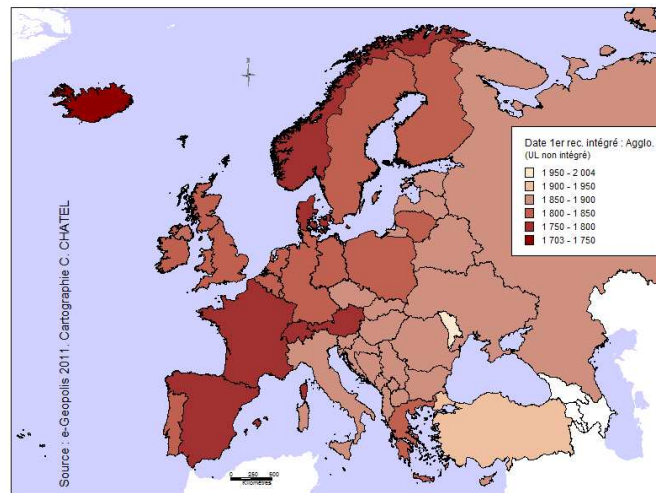 Date 1er rec. intégré : Agglo.
(UL non intégré)
1 950 - 2 004
1 900 - 1 950
1 850 - 1 900
1 800 - 1 850
1 750 - 1 800
1 703 - 1 750
Source : e-Geopolis 2011. Cartographie C. CHATEL
0 250 500
Kilomètres